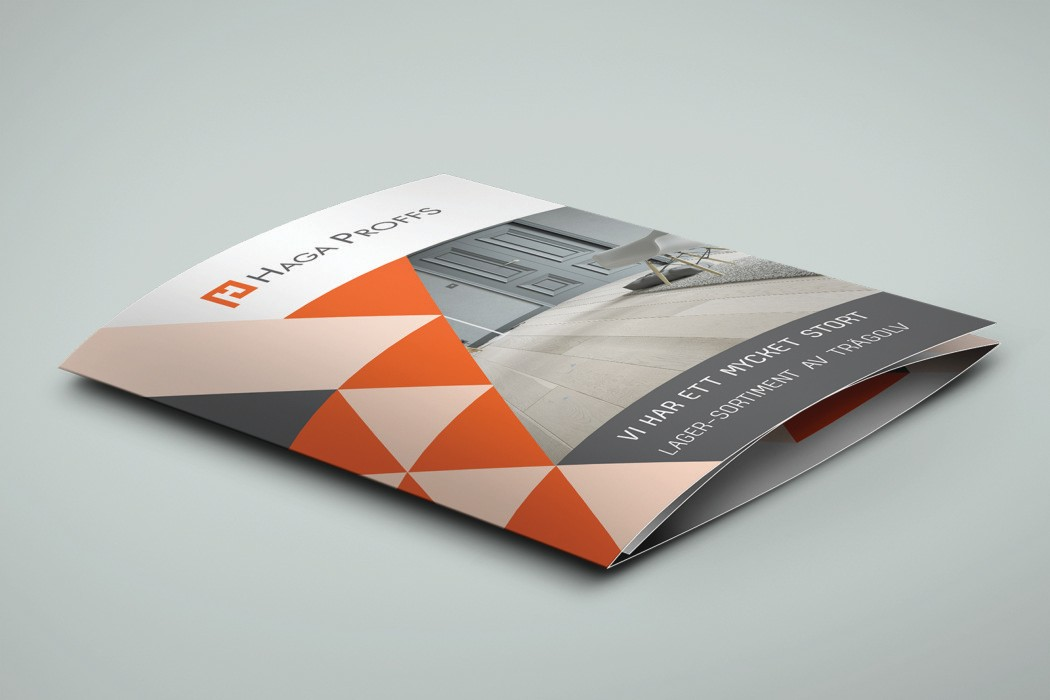 HAGA PROFFS
VI HAR ETT MYCKET STORT
LAGER-SORTIMENT AV TRÄGOLV